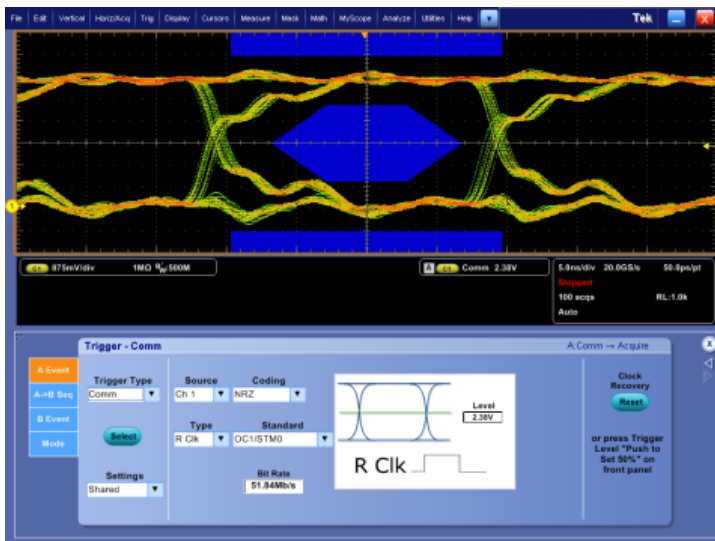 File Edit Vertical Horiz/Acq Trig Display Cursors Measure Mask Math MyScope Analyze Utilities Help Tek
1
C1 875mV/div 1MΩ BW:500M
A C1 Comm 2.38V
5.0ns/div 20.0GS/s 50.0ps/pt
Stopped
100 acqs RL:1.0k
Auto
Trigger - Comm
A:Comm → Acquire
X
A Event
A->B Seq
B Event
Mode
Trigger Type
Comm
Select
Settings
Shared
Source
Ch 1
Coding
NRZ
Type
R Clk
Standard
OC1/STM0
Bit Rate
51.84Mb/s
R Clk
Level
2.38V
Clock
Recovery
Reset
or press Trigger
Level "Push to
Set 50%" on
front panel